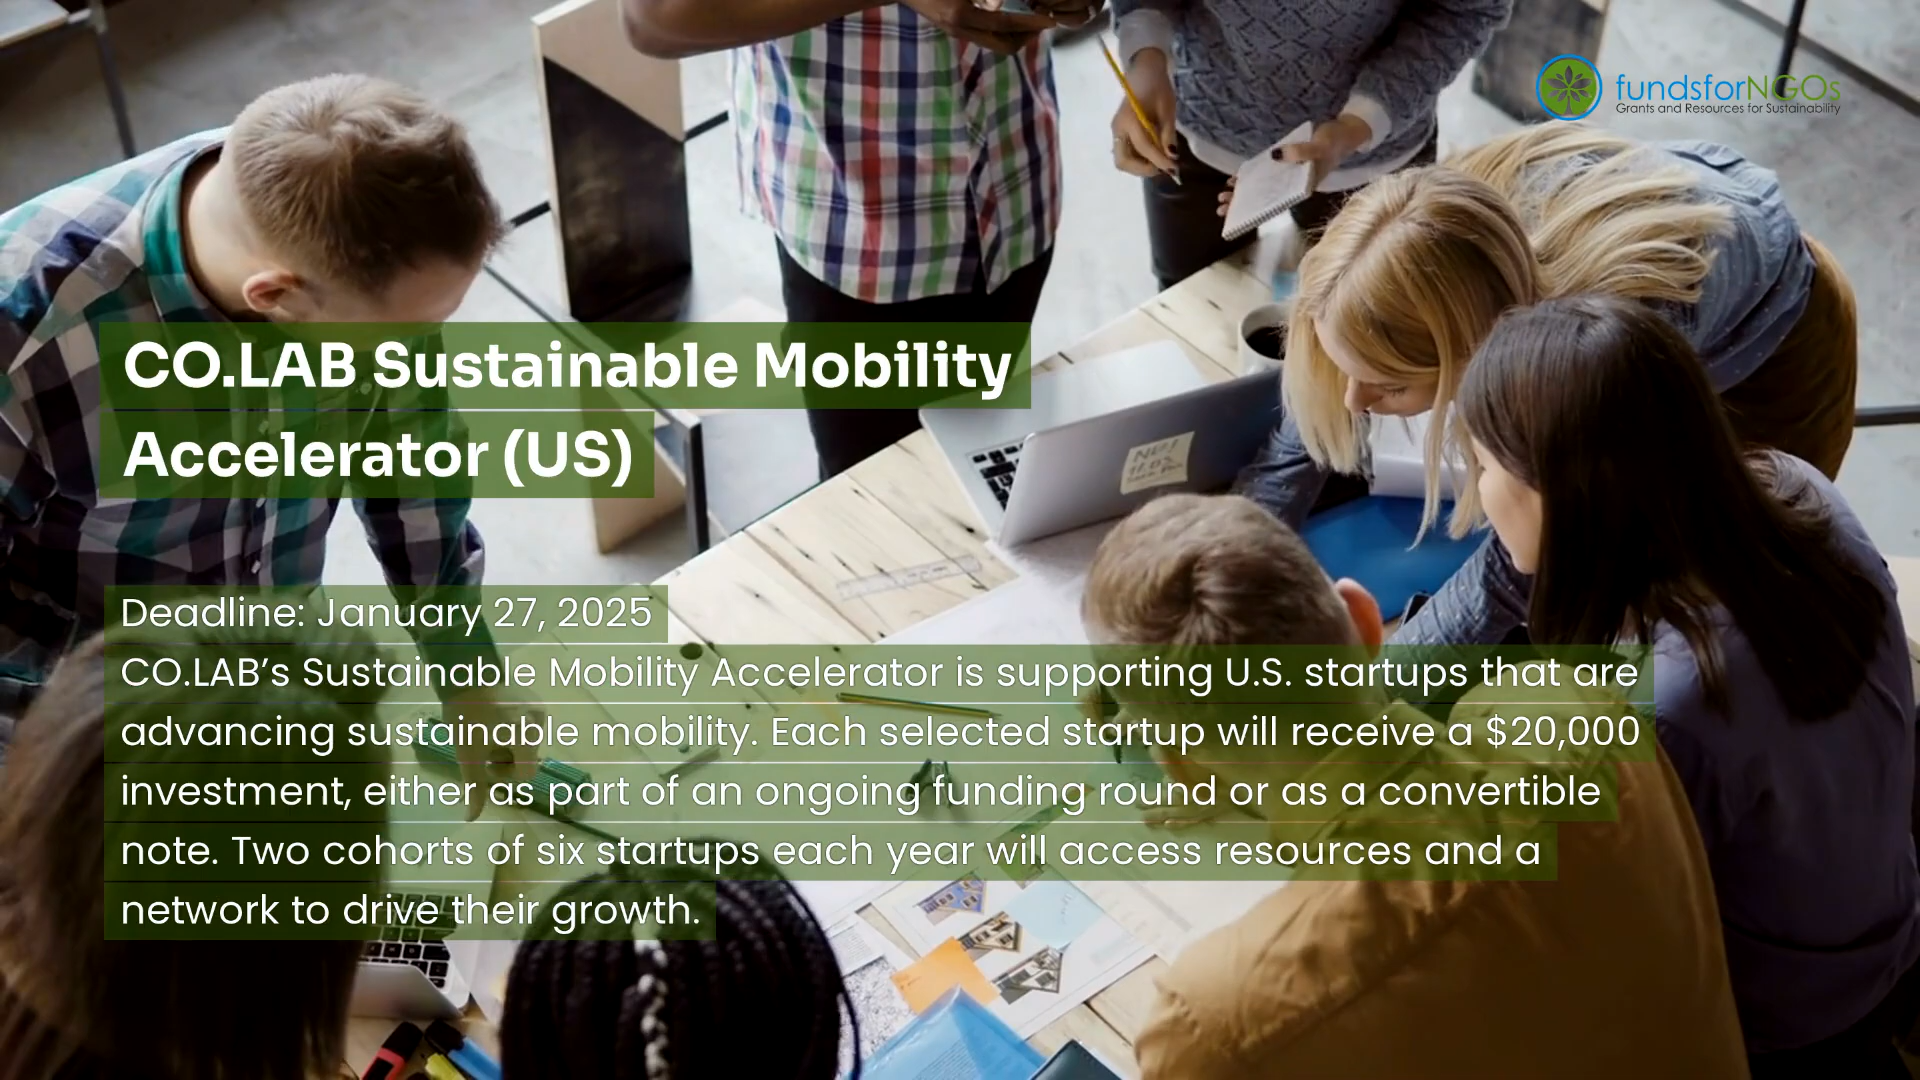 fundsforNGOs
Grants and Resources for Sustainability
CO.LAB Sustainable Mobility
Accelerator (US)
NO!
Deadline: January 27, 2025
CO.LAB’s Sustainable Mobility Accelerator is supporting U.S. startups that are
advancing sustainable mobility. Each selected startup will receive a $20,000
investment, either as part of an ongoing funding round or as a convertible
note. Two cohorts of six startups each year will access resources and a
network to drive their growth.